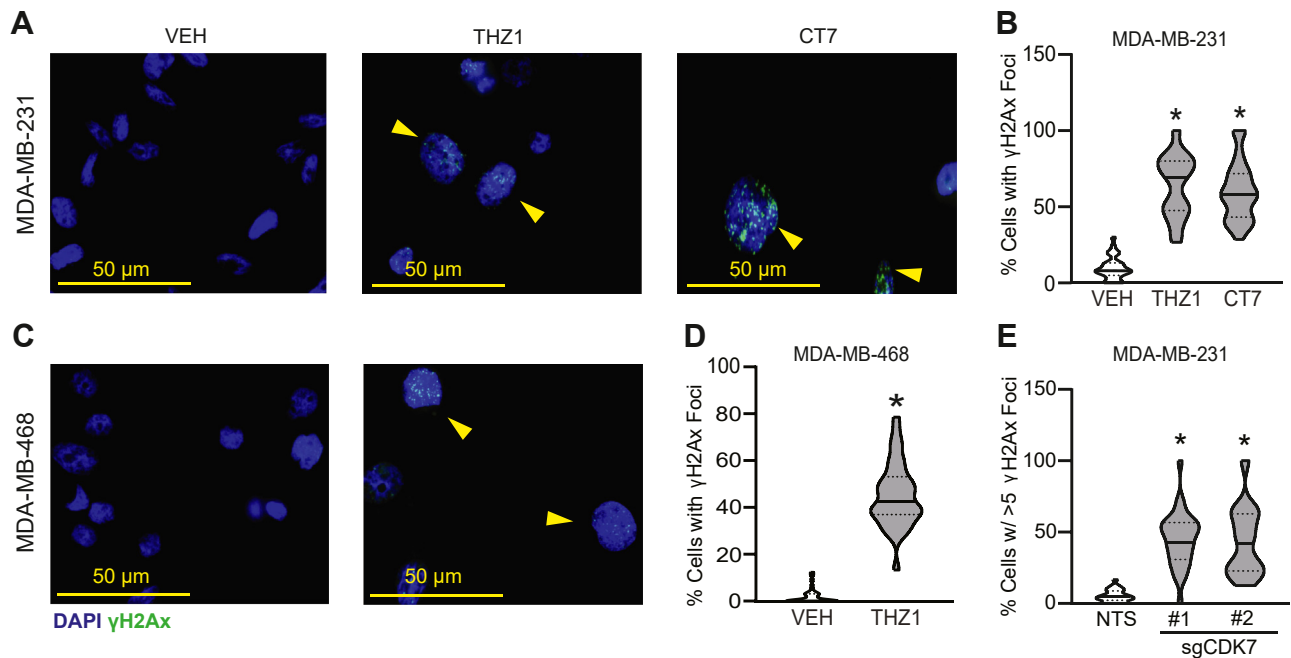 A
VEH
THZ1
CT7
MDA-MB-231
50 µm
50 µm
50 µm
B
MDA-MB-231
% Cells with γH2Ax Foci
150
100
50
0
*
*
VEH
THZ1
CT7
C
MDA-MB-468
50 µm
50 µm
DAPI γH2Ax
D
MDA-MB-468
% Cells with γH2Ax Foci
100
80
60
40
20
0
*
VEH
THZ1
E
MDA-MB-231
% Cells w/ >5 γH2Ax Foci
150
100
50
0
*
*
NTS
#1
#2
sgCDK7